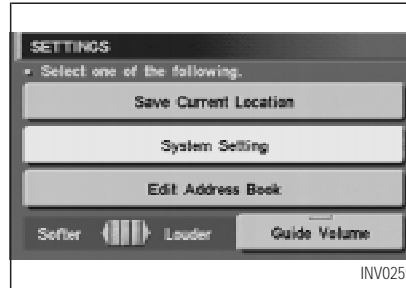 SETTINGS
Select one of the following.
Save Current Location
System Setting
Edit Address Book
Softer Louder Guide Volume
INV025